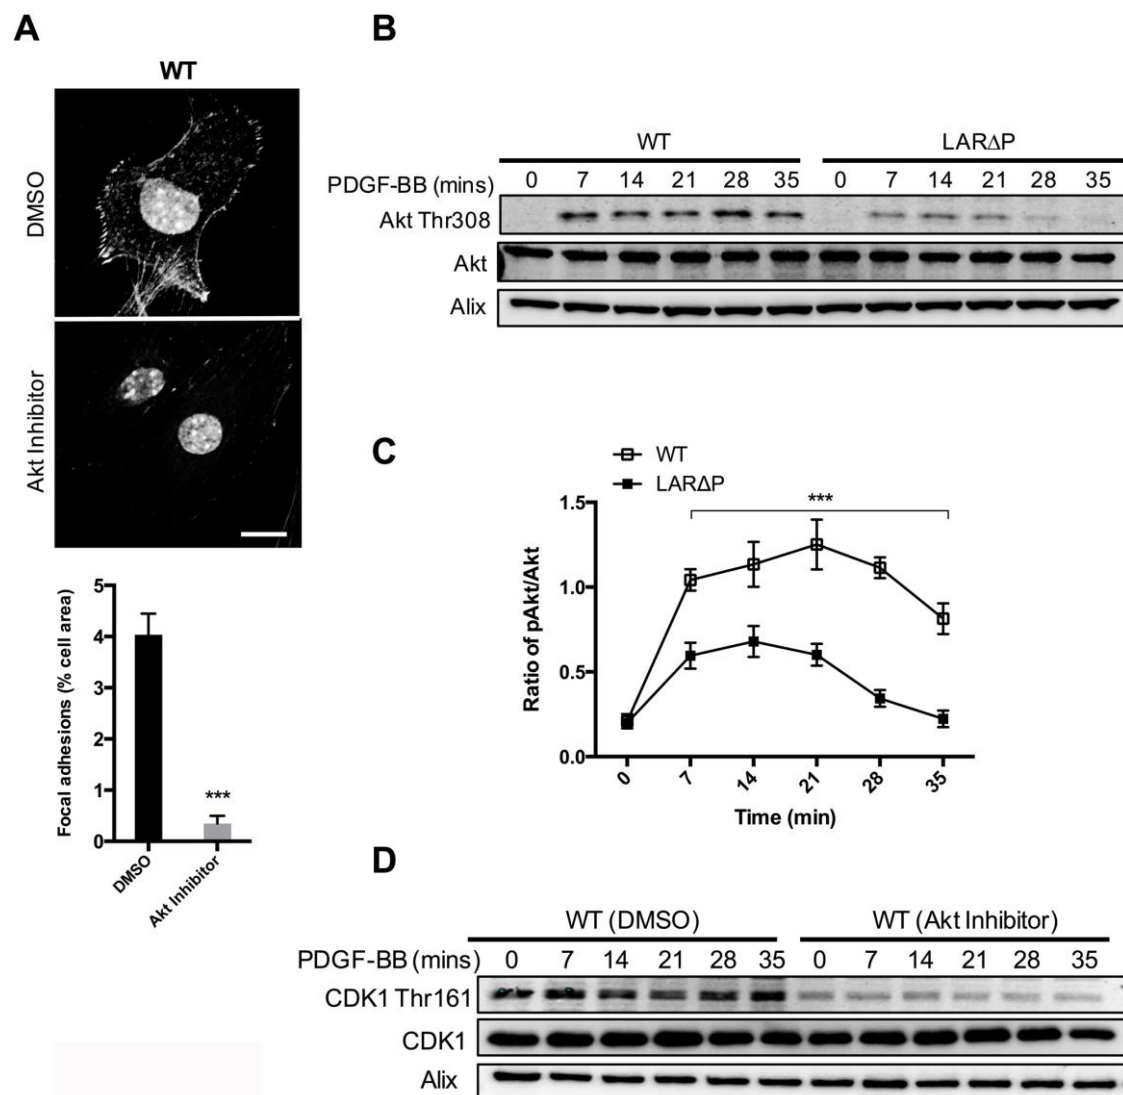 A
WT
DMSO
Akt Inhibitor
Focal adhesions (% cell area)
5
4
3
2
1
0
***
DMSO
Akt Inhibitor
B
WT LARΔP
PDGF-BB (mins) 0 7 14 21 28 35 0 7 14 21 28 35
Akt Thr308
Akt
Alix
C
WT
LARΔP
***
Ratio of pAkt/Akt
1.5
1.0
0.5
0.0
0 7 14 21 28 35
Time (min)
D
WT (DMSO) WT (Akt Inhibitor)
PDGF-BB (mins) 0 7 14 21 28 35 0 7 14 21 28 35
CDK1 Thr161
CDK1
Alix